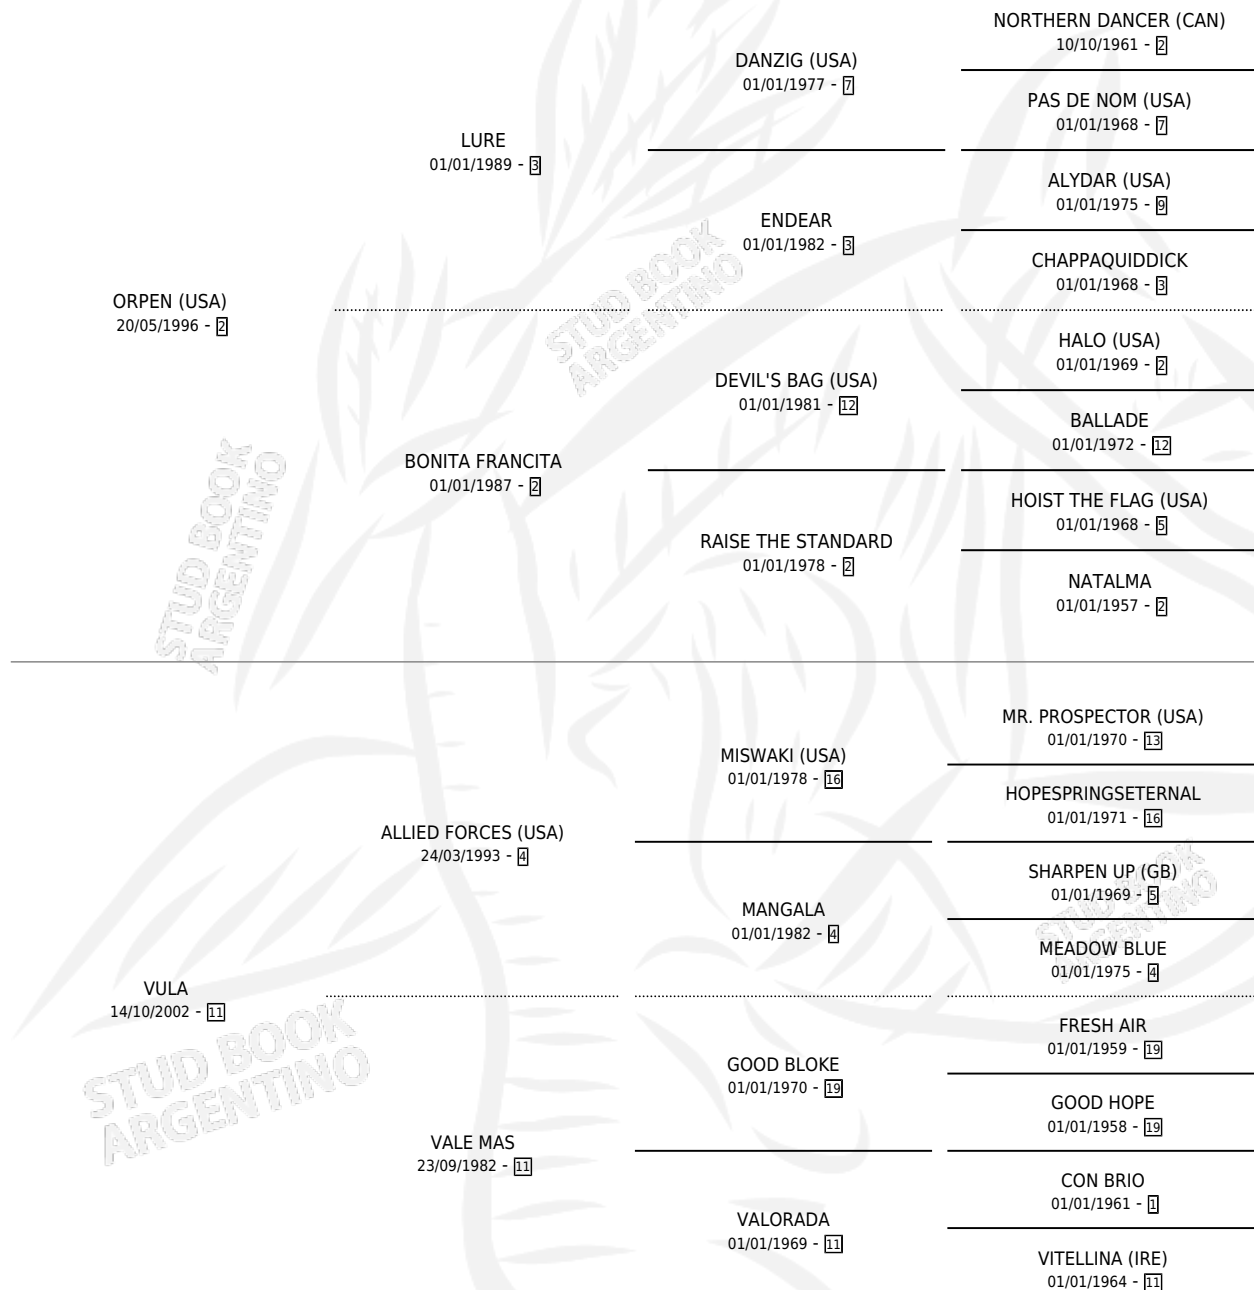 NORTHERN DANCER (CAN)
10/10/1961 - 2
DANZIG (USA)
01/01/1977 - 7
PAS DE NOM (USA)
01/01/1968 - 7
LURE
01/01/1989 - 3
ALYDAR (USA)
01/01/1975 - 9
ENDEAR
01/01/1982 - 3
CHAPPAQUIDDICK
01/01/1968 - 3
ORPEN (USA)
20/05/1996 - 2
STUD BOOK
ARGENTINO
HALO (USA)
01/01/1969 - 2
DEVIL'S BAG (USA)
01/01/1981 - 12
BALLADE
01/01/1972 - 12
BONITA FRANCITA
01/01/1987 - 2
HOIST THE FLAG (USA)
01/01/1968 - 5
RAISE THE STANDARD
01/01/1978 - 2
NATALMA
01/01/1957 - 2
STUD BOOK
ARGENTINO
MR. PROSPECTOR (USA)
01/01/1970 - 13
MISWAKI (USA)
01/01/1978 - 16
HOPESPRINGSETERNAL
01/01/1971 - 16
ALLIED FORCES (USA)
24/03/1993 - 4
SHARPEN UP (GB)
01/01/1969 - 5
MANGALA
01/01/1982 - 4
STUD BOOK
ARGENTINO
MEADOW BLUE
01/01/1975 - 4
VULA
14/10/2002 - 11
STUD BOOK
ARGENTINO
FRESH AIR
01/01/1959 - 19
GOOD BLOKE
01/01/1970 - 19
GOOD HOPE
01/01/1958 - 19
VALE MAS
23/09/1982 - 11
CON BRIO
01/01/1961 - 1
VALORADA
01/01/1969 - 11
VITELLINA (IRE)
01/01/1964 - 11